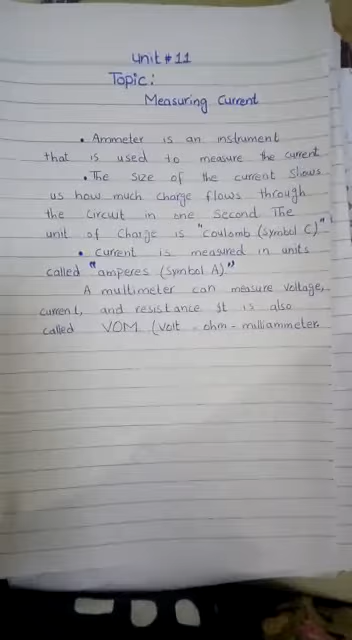 Unit # 11
Topic:
Measuring Current
• Ammeter is an instrument
that is used to measure the current
• The size of the current shows
us how much charge flows through
the circuit in one second The
unit of charge is "coulomb (symbol C)"
• current is measured in units
called "amperes (symbol A)"
A multimeter can measure voltage,
current, and resistance It is also
called VOM (volt - ohm - milliammeter